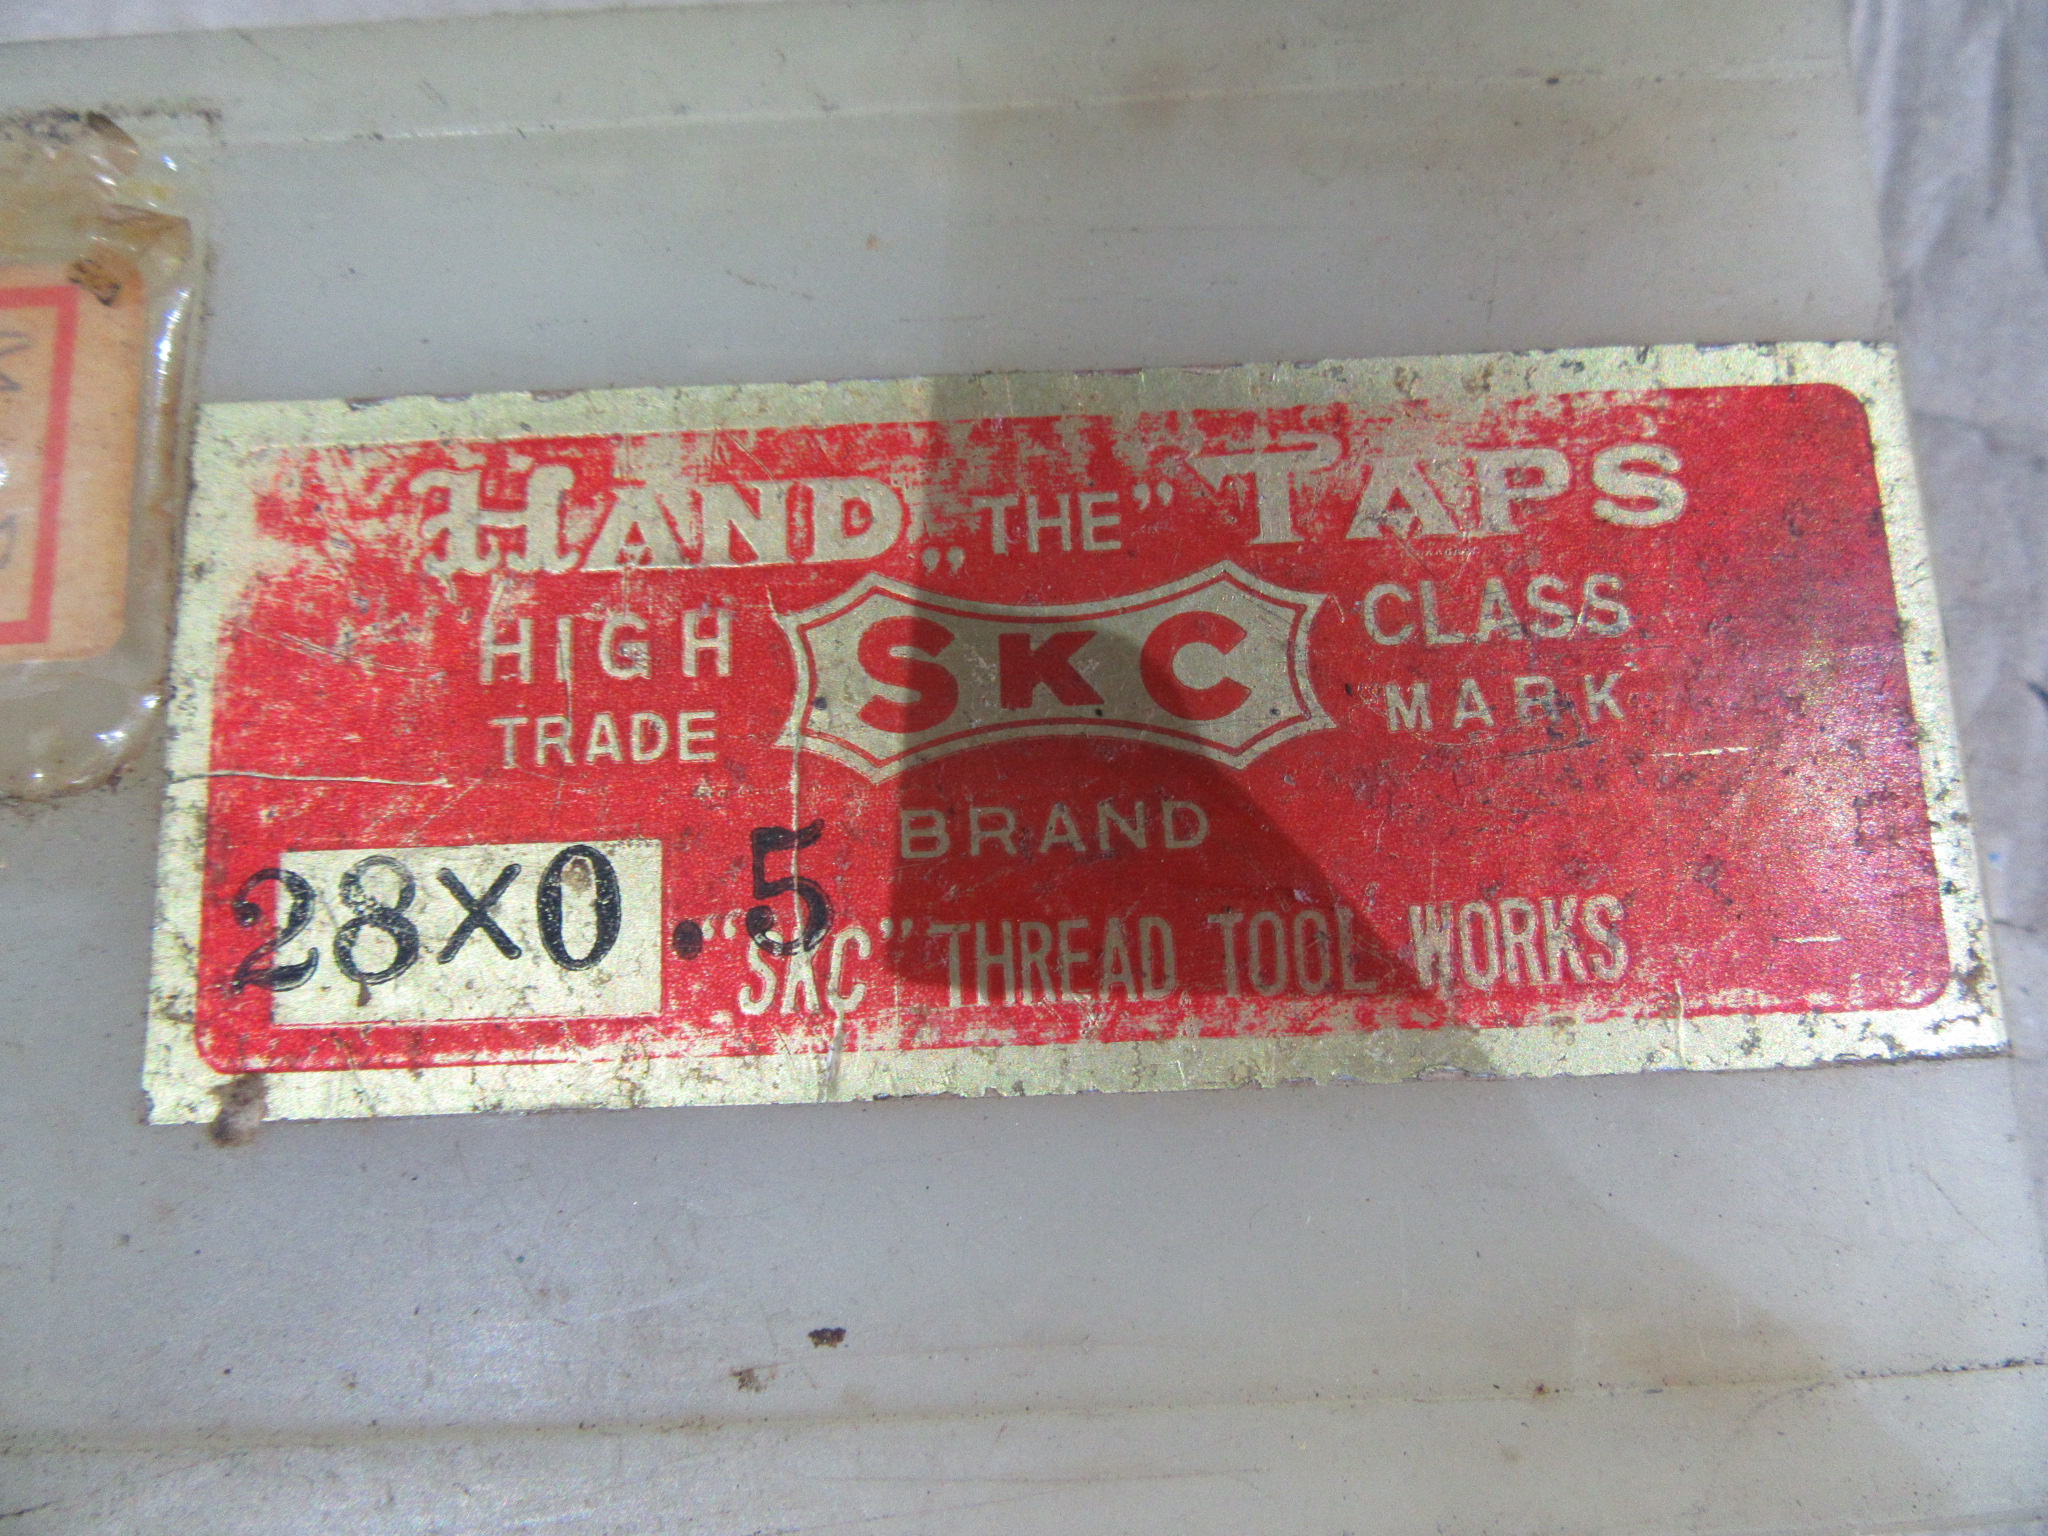 HAND „THE” TAPS
HIGH SKC CLASS
TRADE MARK
BRAND
28×0.5
“SKC” THREAD TOOL WORKS